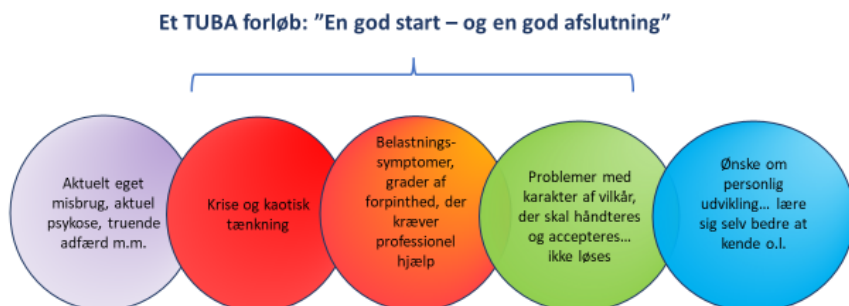 Et TUBA forløb: ”En god start – og en god afslutning”
Aktuelt eget
misbrug, aktuel
psykose, truende
adfærd m.m.
Krise og kaotisk
tænkning
Belastnings-
symptomer,
grader af
forpinthed, der
kræver
professionel
hjælp
Problemer med
karakter af vilkår,
der skal håndteres
og accepteres…
ikke løses
Ønske om
personlig
udvikling… lære
sig selv bedre at
kende o.l.